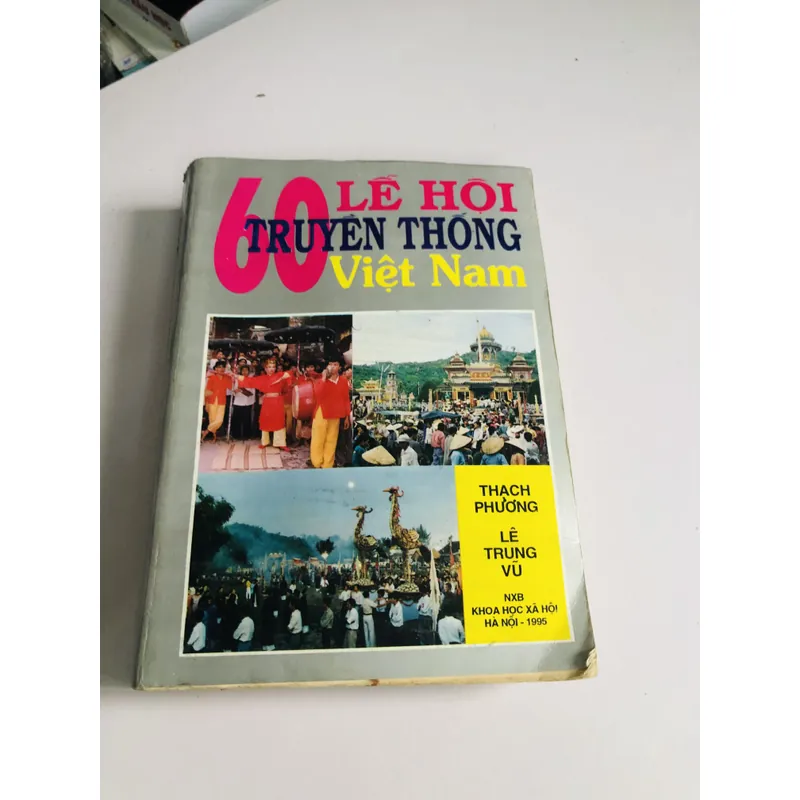 60 LỄ HỘI
TRUYỀN THỐNG
Việt Nam
THẠCH
PHƯƠNG
LÊ
TRUNG
VŨ
NXB
KHOA HỌC XÃ HỘI
HÀ NỘI - 1995